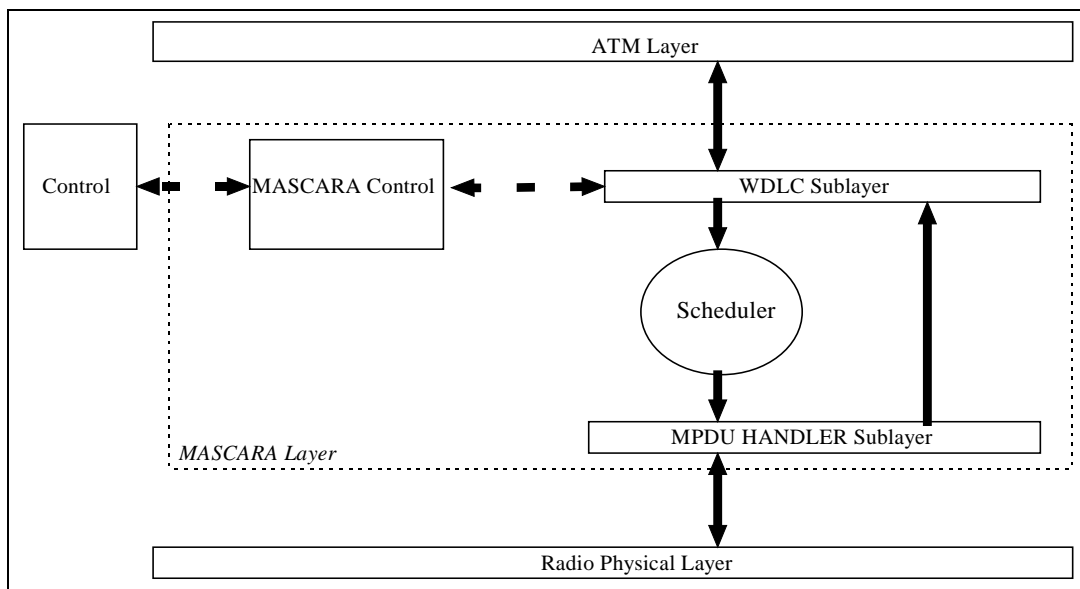 ATM Layer
Control
MASCARA Control
WDLC Sublayer
Scheduler
MPDU HANDLER Sublayer
MASCARA Layer
Radio Physical Layer